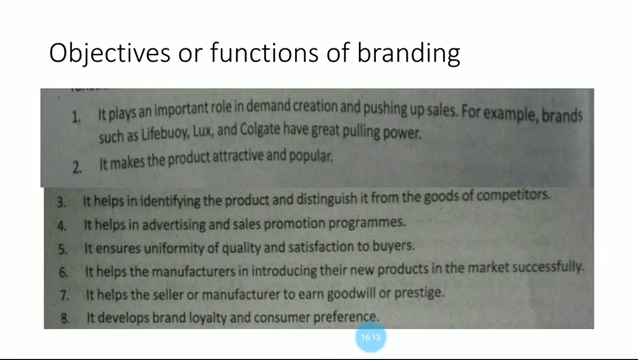 Objectives or functions of branding
1. It plays an important role in demand creation and pushing up sales. For example, brands
such as Lifebuoy, Lux, and Colgate have great pulling power.
2. It makes the product attractive and popular.
3. It helps in identifying the product and distinguish it from the goods of competitors.
4. It helps in advertising and sales promotion programmes.
5. It ensures uniformity of quality and satisfaction to buyers.
6. It helps the manufacturers in introducing their new products in the market successfully.
7. It helps the seller or manufacturer to earn goodwill or prestige.
8. It develops brand loyalty and consumer preference.
16:13